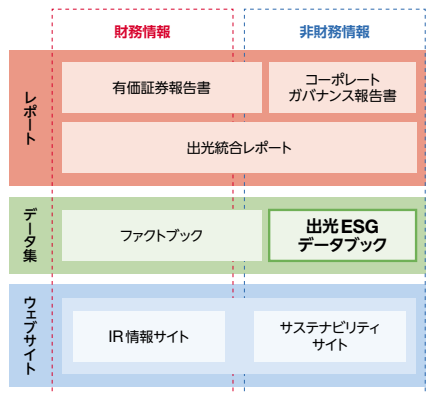 財務情報
非財務情報
レポート
有価証券報告書
コーポレート
ガバナンス報告書
出光統合レポート
データ集
ファクトブック
出光ESG
データブック
ウェブサイト
IR情報サイト
サステナビリティ
サイト